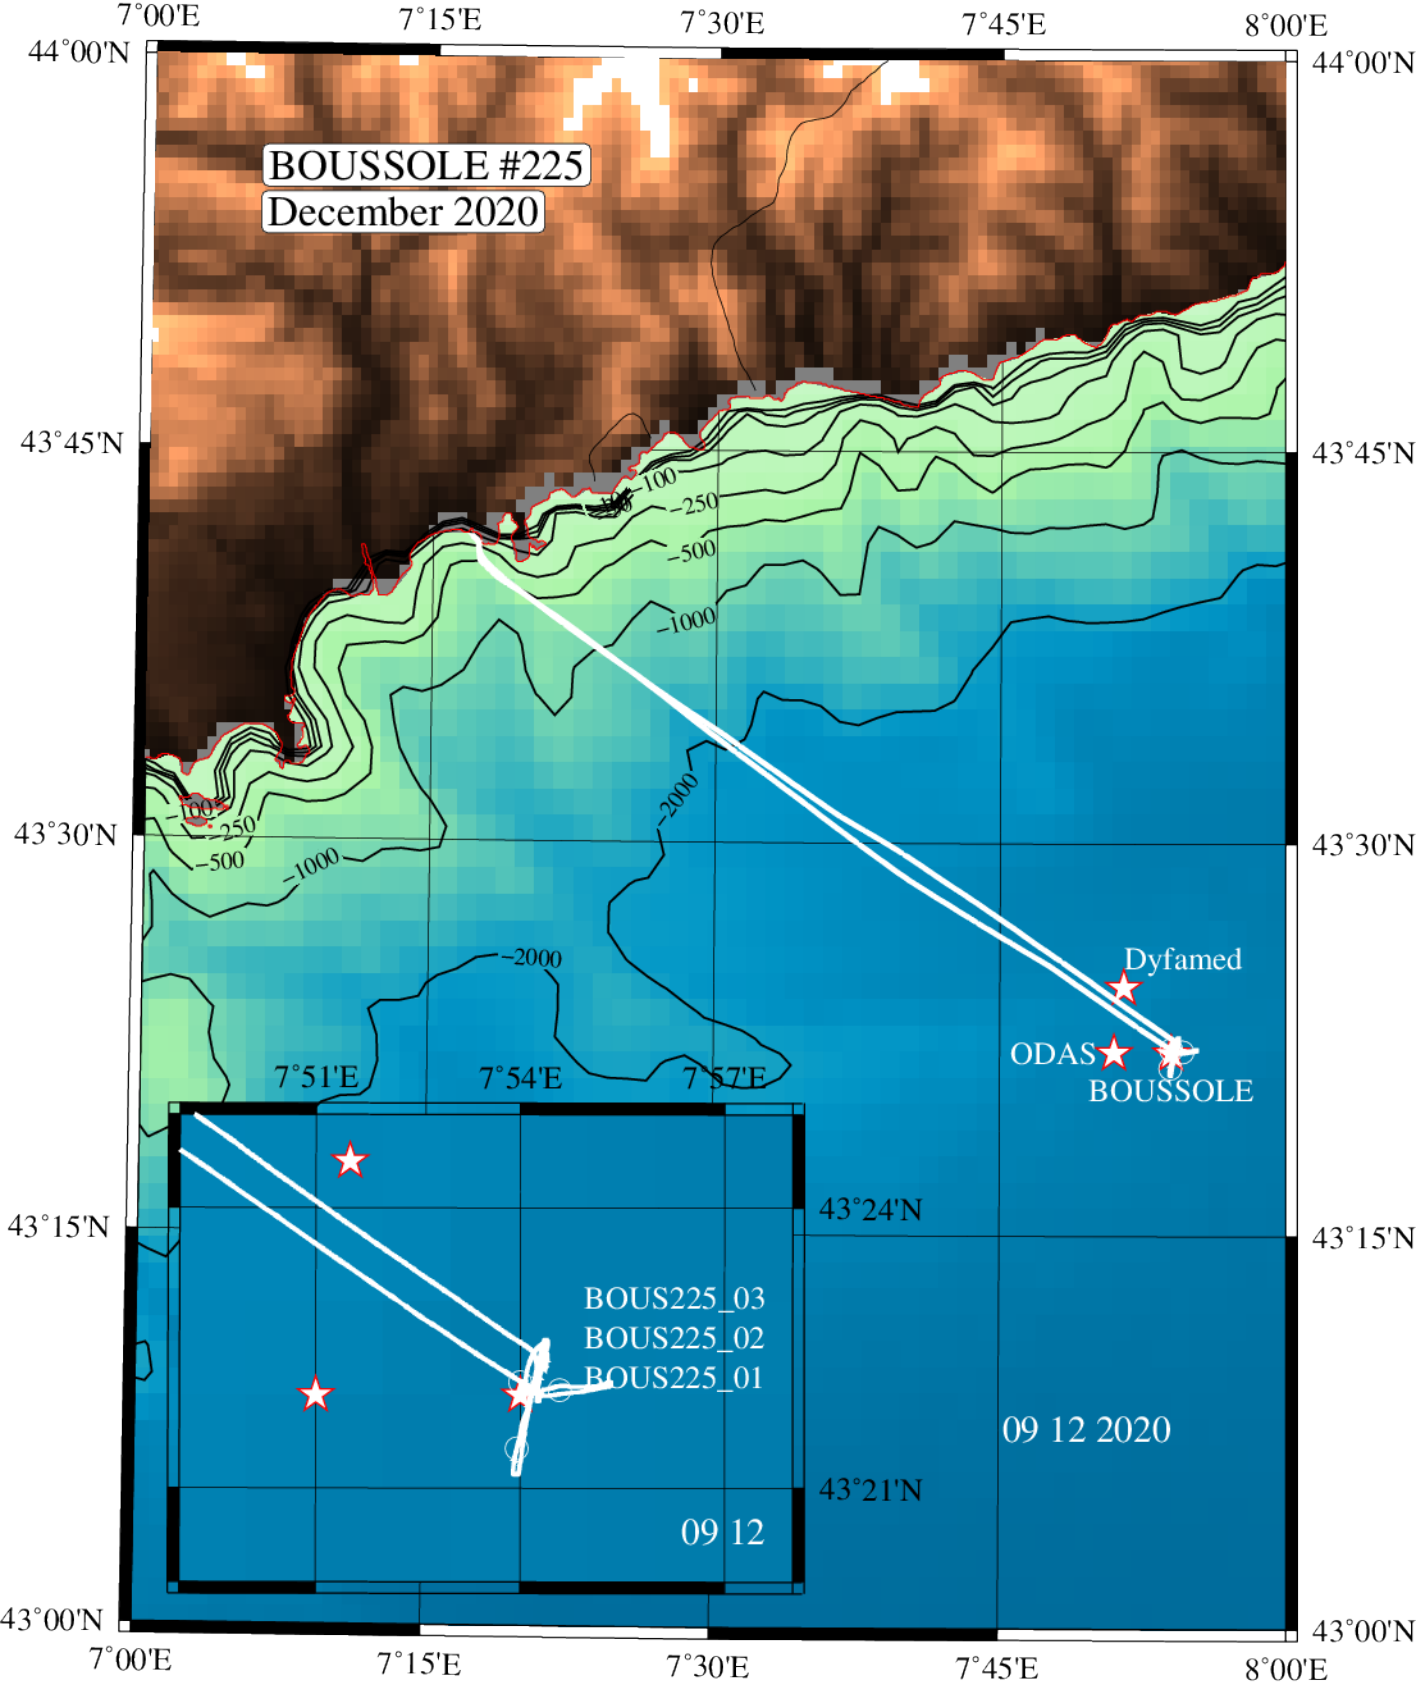 7°00'E 7°15'E 7°30'E 7°45'E 8°00'E
44°00'N 44°00'N
BOUSSOLE #225
December 2020
43°45'N 43°45'N
−100
−250
−500
−1000
−2000
−100
−250
43°30'N 43°30'N
−500
−1000
−2000
Dyfamed
ODAS
BOUSSOLE
7°51'E 7°54'E 7°57'E
43°24'N
43°15'N 43°15'N
BOUS225_03
BOUS225_02
BOUS225_01
09 12 2020
43°21'N
09 12
43°00'N 43°00'N
7°00'E 7°15'E 7°30'E 7°45'E 8°00'E